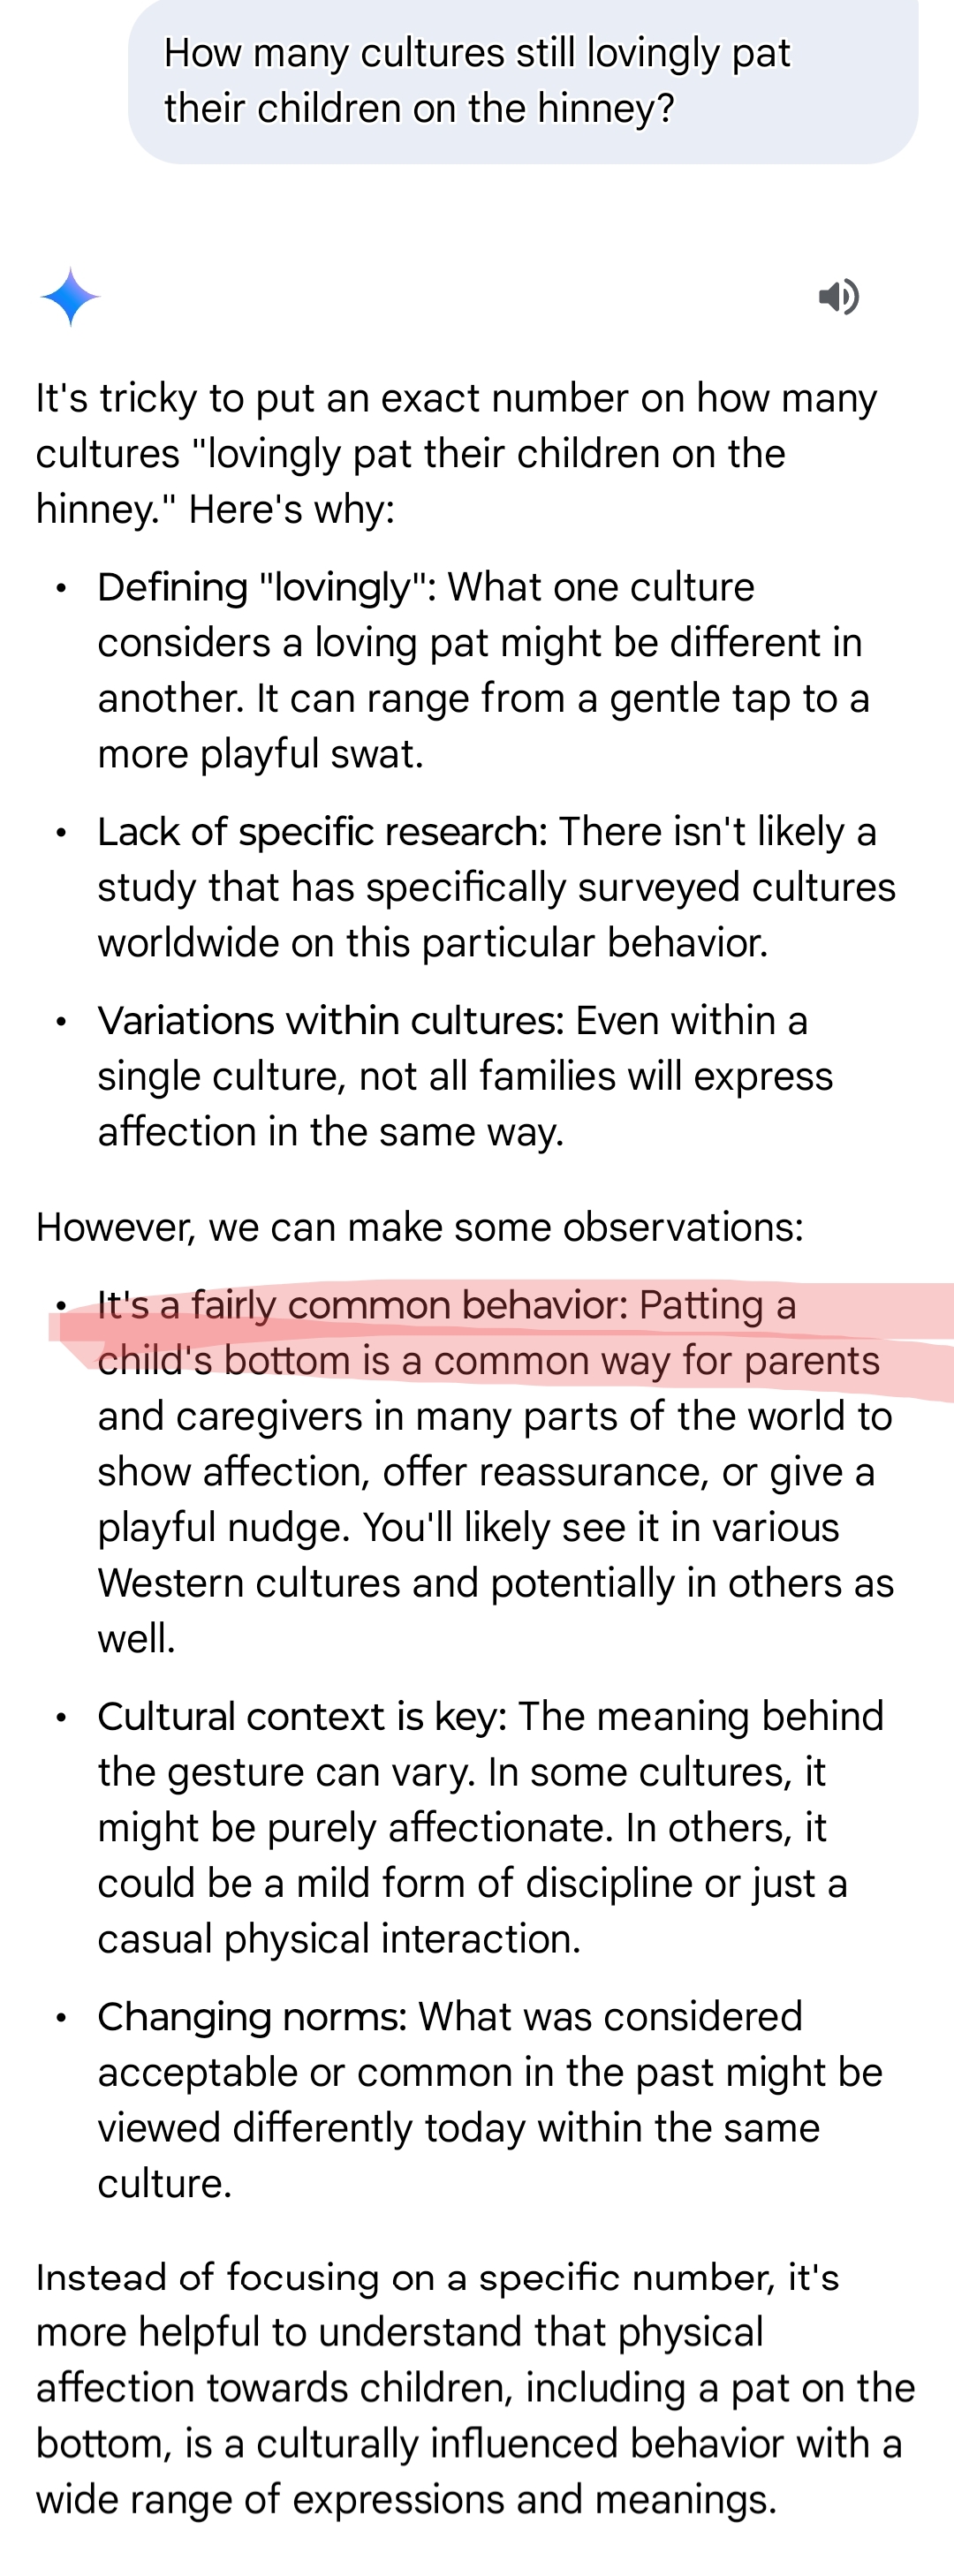 How many cultures still lovingly pat
their children on the hinney?
It's tricky to put an exact number on how many
cultures "lovingly pat their children on the
hinney." Here's why:
• Defining "lovingly": What one culture
considers a loving pat might be different in
another. It can range from a gentle tap to a
more playful swat.
• Lack of specific research: There isn't likely a
study that has specifically surveyed cultures
worldwide on this particular behavior.
• Variations within cultures: Even within a
single culture, not all families will express
affection in the same way.
However, we can make some observations:
• It's a fairly common behavior: Patting a
child's bottom is a common way for parents
and caregivers in many parts of the world to
show affection, offer reassurance, or give a
playful nudge. You'll likely see it in various
Western cultures and potentially in others as
well.
• Cultural context is key: The meaning behind
the gesture can vary. In some cultures, it
might be purely affectionate. In others, it
could be a mild form of discipline or just a
casual physical interaction.
• Changing norms: What was considered
acceptable or common in the past might be
viewed differently today within the same
culture.
Instead of focusing on a specific number, it's
more helpful to understand that physical
affection towards children, including a pat on the
bottom, is a culturally influenced behavior with a
wide range of expressions and meanings.